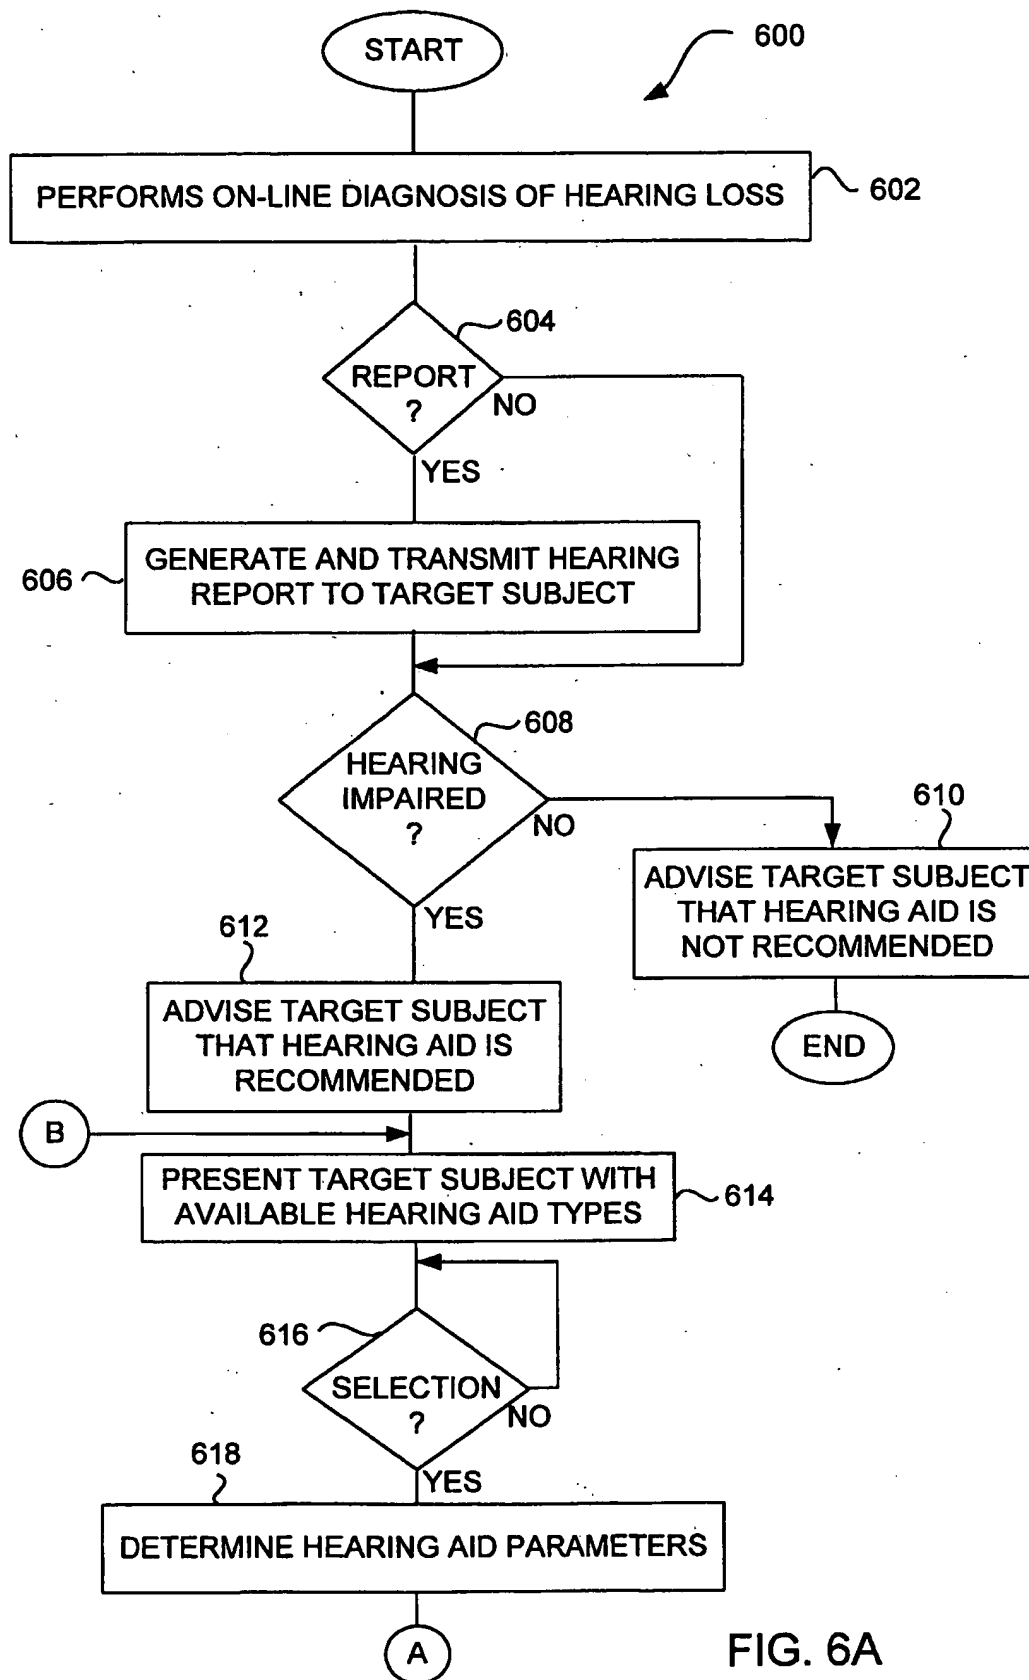 START
600
PERFORMS ON-LINE DIAGNOSIS OF HEARING LOSS
602
604
REPORT
?
NO
YES
606
GENERATE AND TRANSMIT HEARING
REPORT TO TARGET SUBJECT
608
HEARING
IMPAIRED
?
NO
YES
610
ADVISE TARGET SUBJECT
THAT HEARING AID IS
NOT RECOMMENDED
END
612
ADVISE TARGET SUBJECT
THAT HEARING AID IS
RECOMMENDED
B
PRESENT TARGET SUBJECT WITH
AVAILABLE HEARING AID TYPES
614
616
SELECTION
?
NO
YES
618
DETERMINE HEARING AID PARAMETERS
A
FIG. 6A